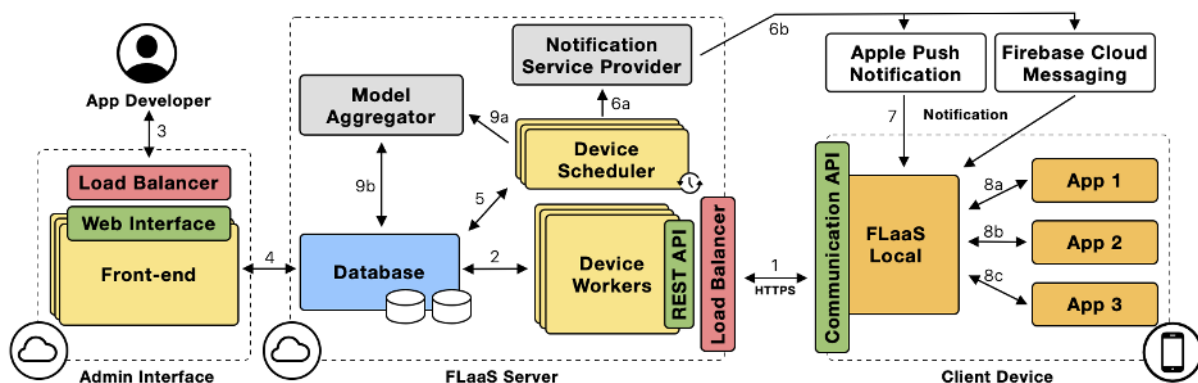 App Developer
3
Load Balancer
Web Interface
Front-end
Admin Interface
4
Notification
Service Provider
6b
Model
Aggregator
9a
6a
Device
Scheduler
9b
5
Database
2
Device
Workers
REST API
Load Balancer
FLaaS Server
1
HTTPS
Apple Push
Notification
Firebase Cloud
Messaging
7
Notification
Communication API
FLaaS
Local
8a
App 1
8b
App 2
8c
App 3
Client Device